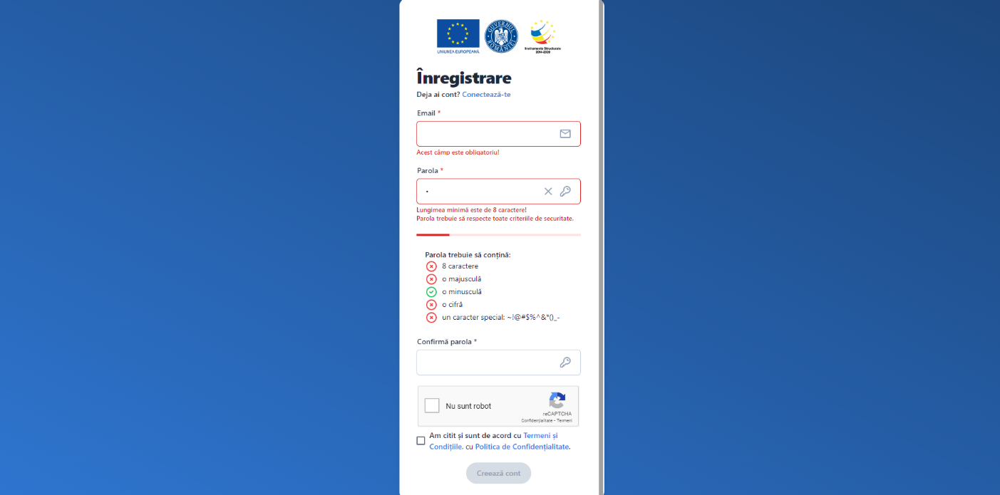 UNIUNEA EUROPEANĂ
GUVERNUL ROMÂNIEI
Instrumente Structurale
2014-2020
Înregistrare
Deja ai cont? Conectează-te
Email *
Acest câmp este obligatoriu!
Parola *
Lungimea minimă este de 8 caractere!
Parola trebuie să respecte toate criteriile de securitate.
Parola trebuie să conțină:
8 caractere
o majusculă
o minusculă
o cifră
un caracter special: ~!@#$%^&*()_-
Confirmă parola *
Nu sunt robot
reCAPTCHA
Confidențialitate - Termeni
Am citit și sunt de acord cu Termeni și
Condițiile. cu Politica de Confidențialitate.
Creează cont